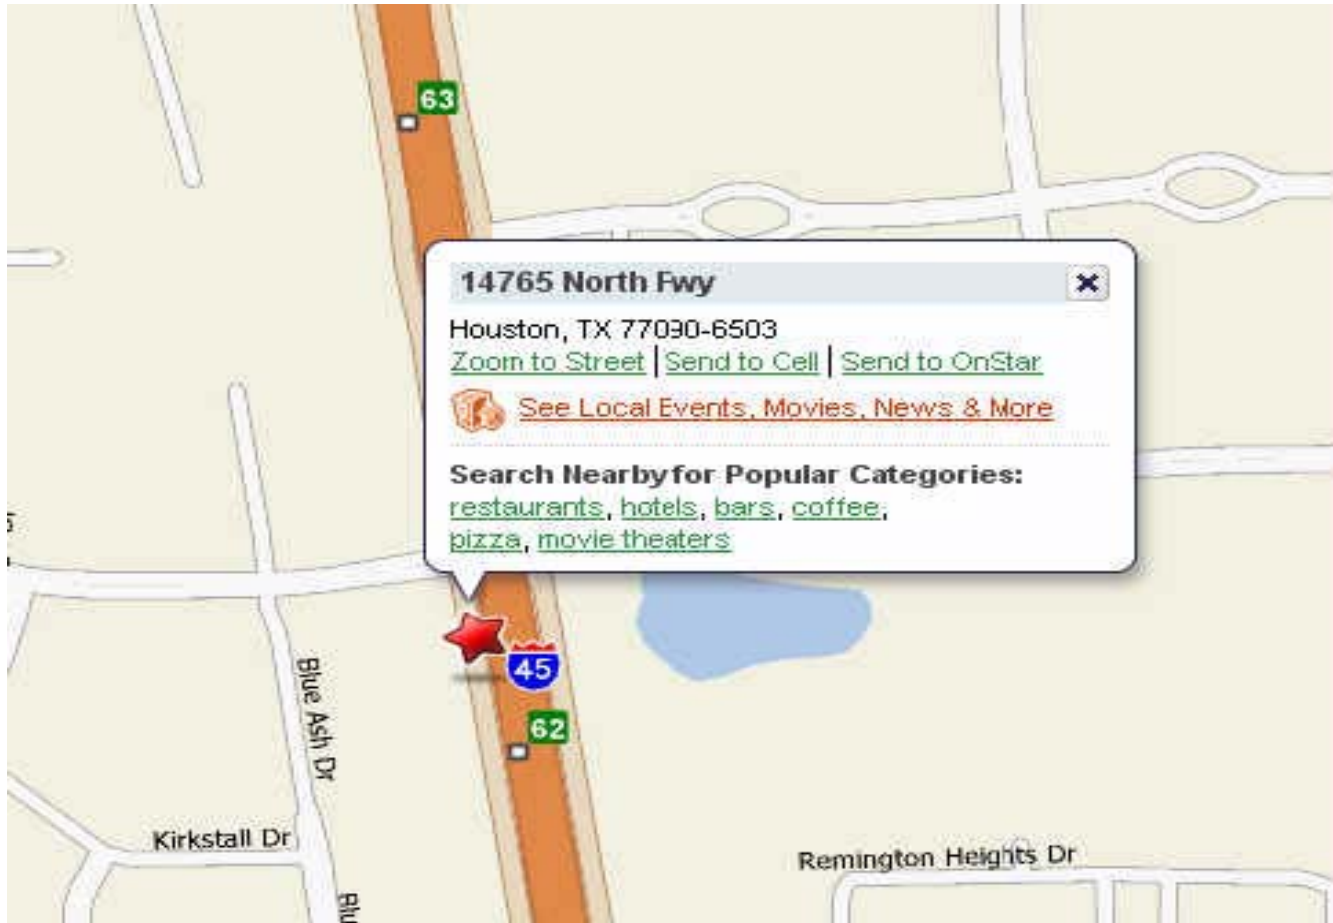 63
14765 North Fwy
Houston, TX 77090-6503
Zoom to Street | Send to Cell | Send to OnStar
See Local Events, Movies, News & More
Search Nearby for Popular Categories:
restaurants, hotels, bars, coffee,
pizza, movie theaters
45
62
Blue Ash Dr
Kirkstall Dr
Remington Heights Dr
Blu